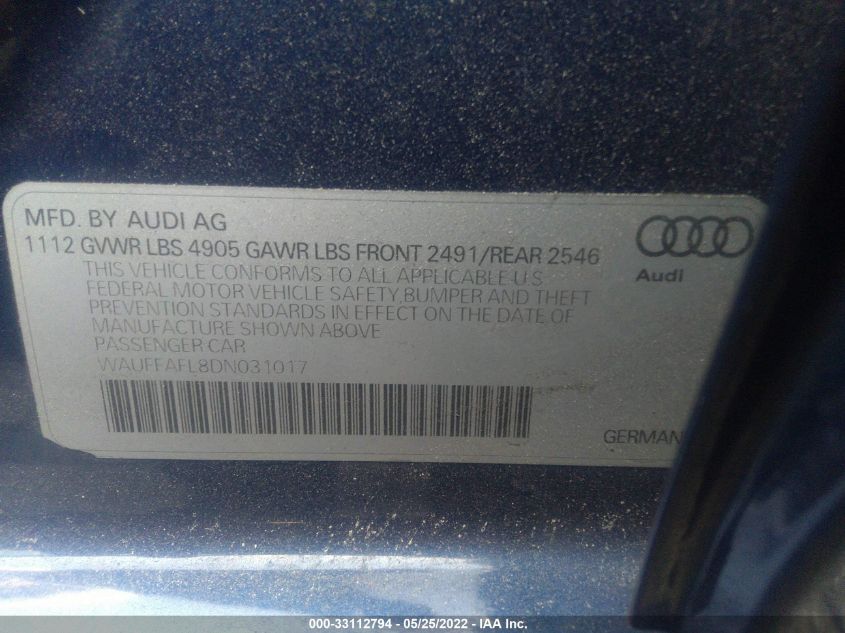 MFD. BY AUDI AG
1112 GVWR LBS 4905 GAWR LBS FRONT 2491/REAR 2546
THIS VEHICLE CONFORMS TO ALL APPLICABLE U S
FEDERAL MOTOR VEHICLE SAFETY,BUMPER AND THEFT
PREVENTION STANDARDS IN EFFECT ON THE DATE OF
MANUFACTURE SHOWN ABOVE
PASSENGER CAR
WAUFFAFL8DN031017
Audi
GERMAN
000-33112794 - 05/25/2022 - IAA Inc.